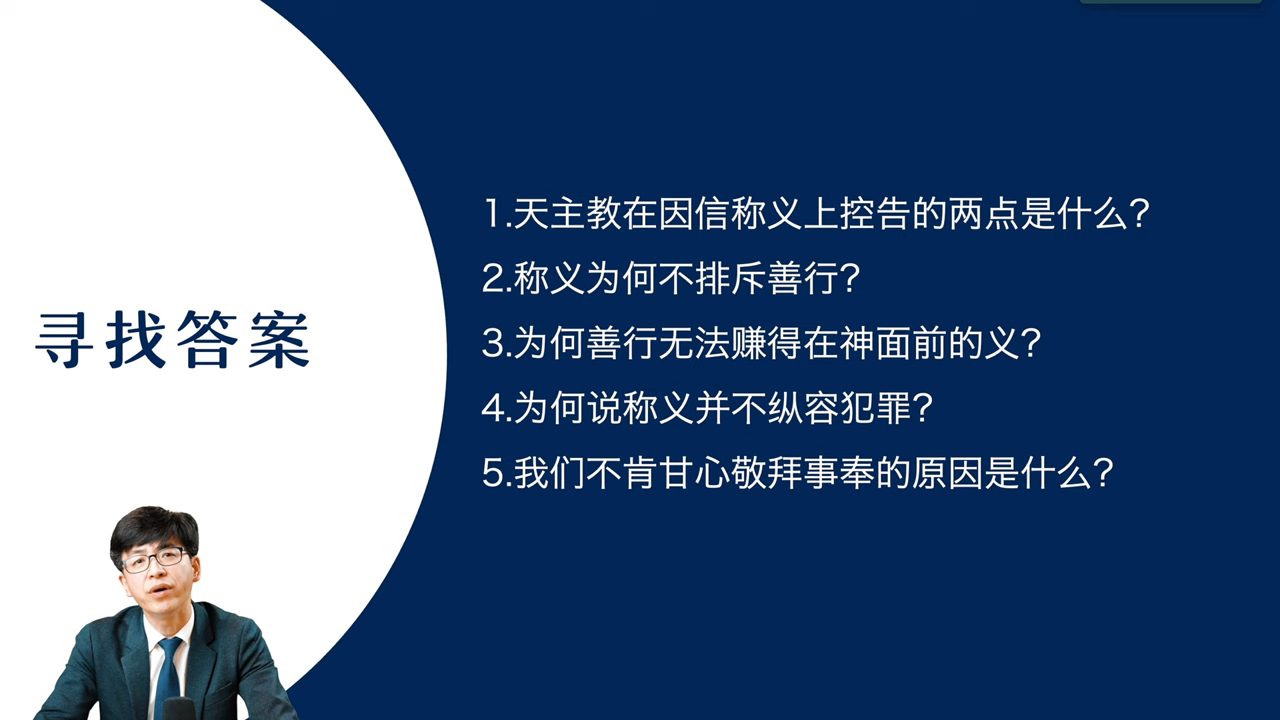 寻找答案
1.天主教在因信称义上控告的两点是什么?
2.称义为何不排斥善行?
3.为何善行无法赚得在神面前的义?
4.为何说称义并不纵容犯罪?
5.我们不肯甘心敬拜事奉的原因是什么?